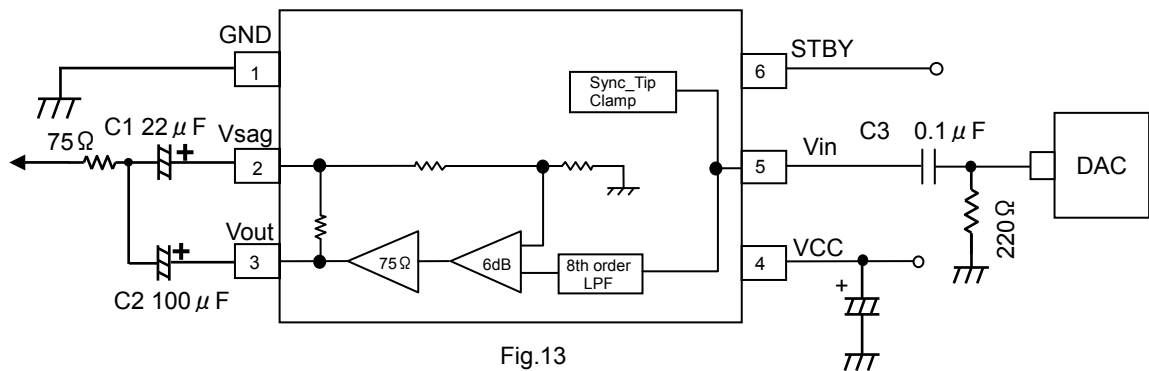 GND
1
STBY
6
Sync_Tip
Clamp
75Ω
C1 22μF
+
Vsag
2
Vin
5
C3 0.1μF
DAC
220Ω
Vout
3
+
C2 100μF
75Ω
6dB
8th order
LPF
VCC
4
+
Fig.13